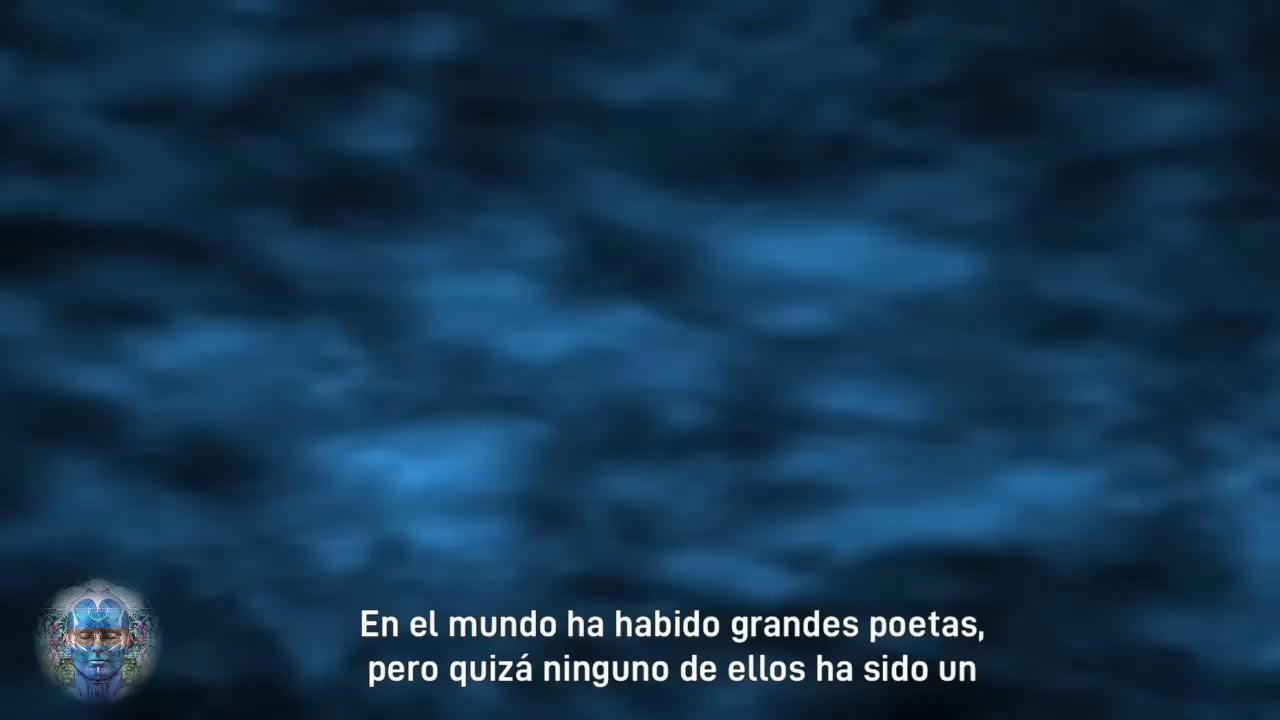 En el mundo ha habido grandes poetas,
pero quizá ninguno de ellos ha sido un